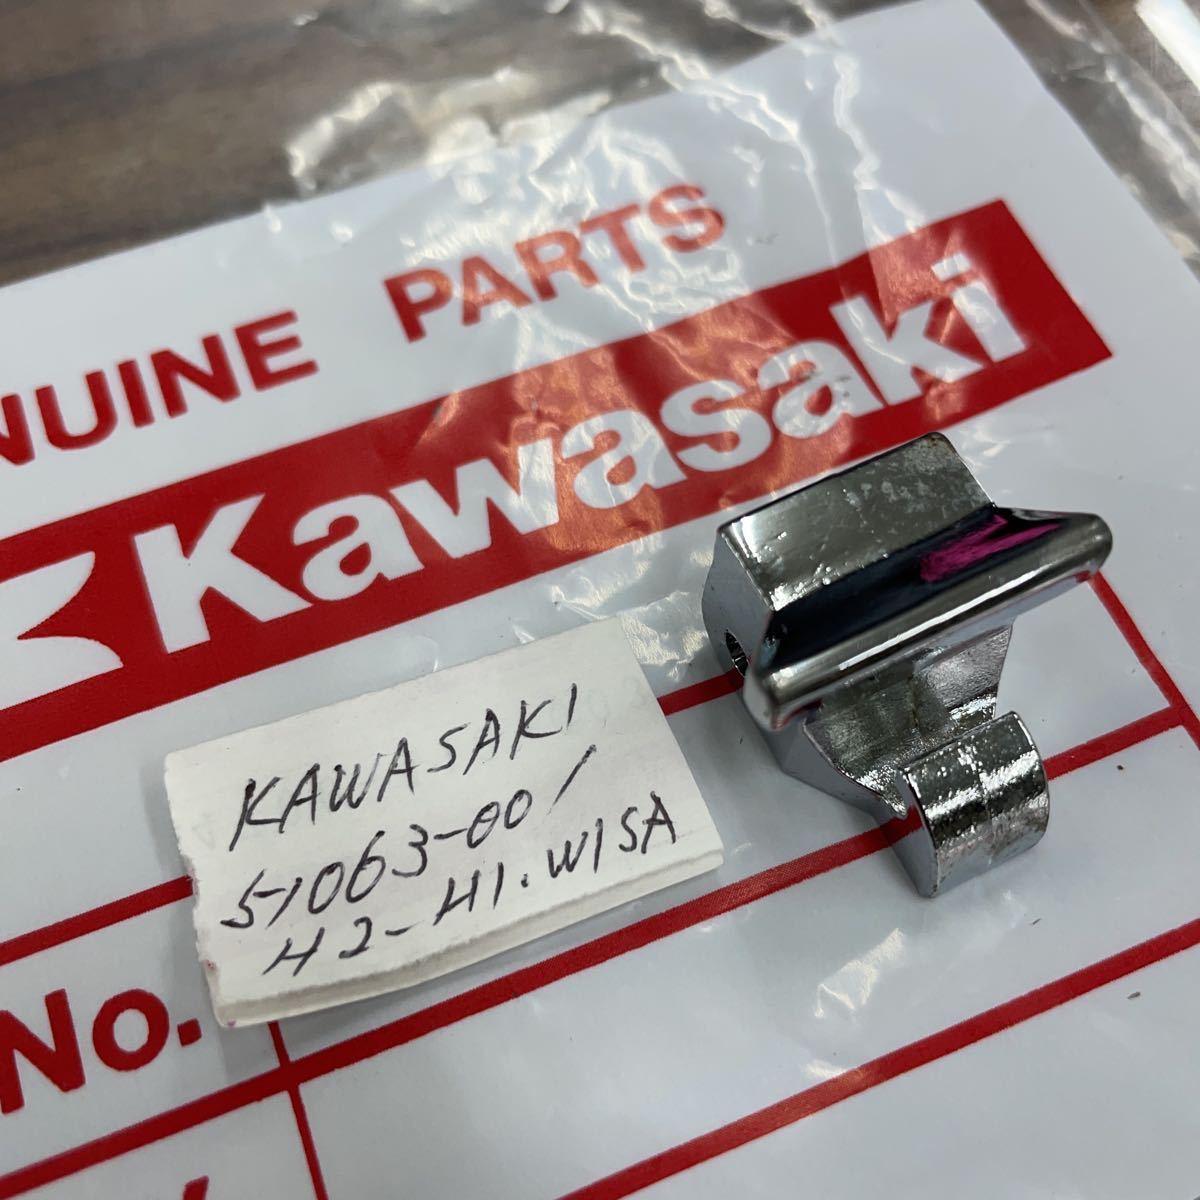 NUINE PARTS
Kawasaki
KAWASAKI
51063-001
H2-H1.W1SA
No.